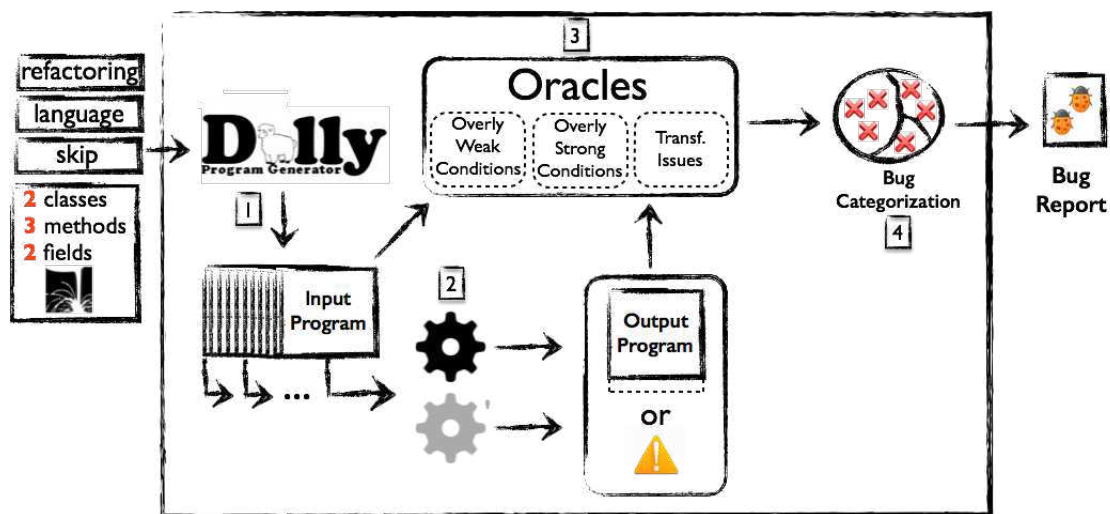 refactoring
language
skip
2 classes
3 methods
2 fields
Dolly
Program Generator
1
Input
Program
...
2
3
Oracles
Overly
Weak
Conditions
Overly
Strong
Conditions
Transf.
Issues
Output
Program
or
Bug
Categorization
4
Bug
Report